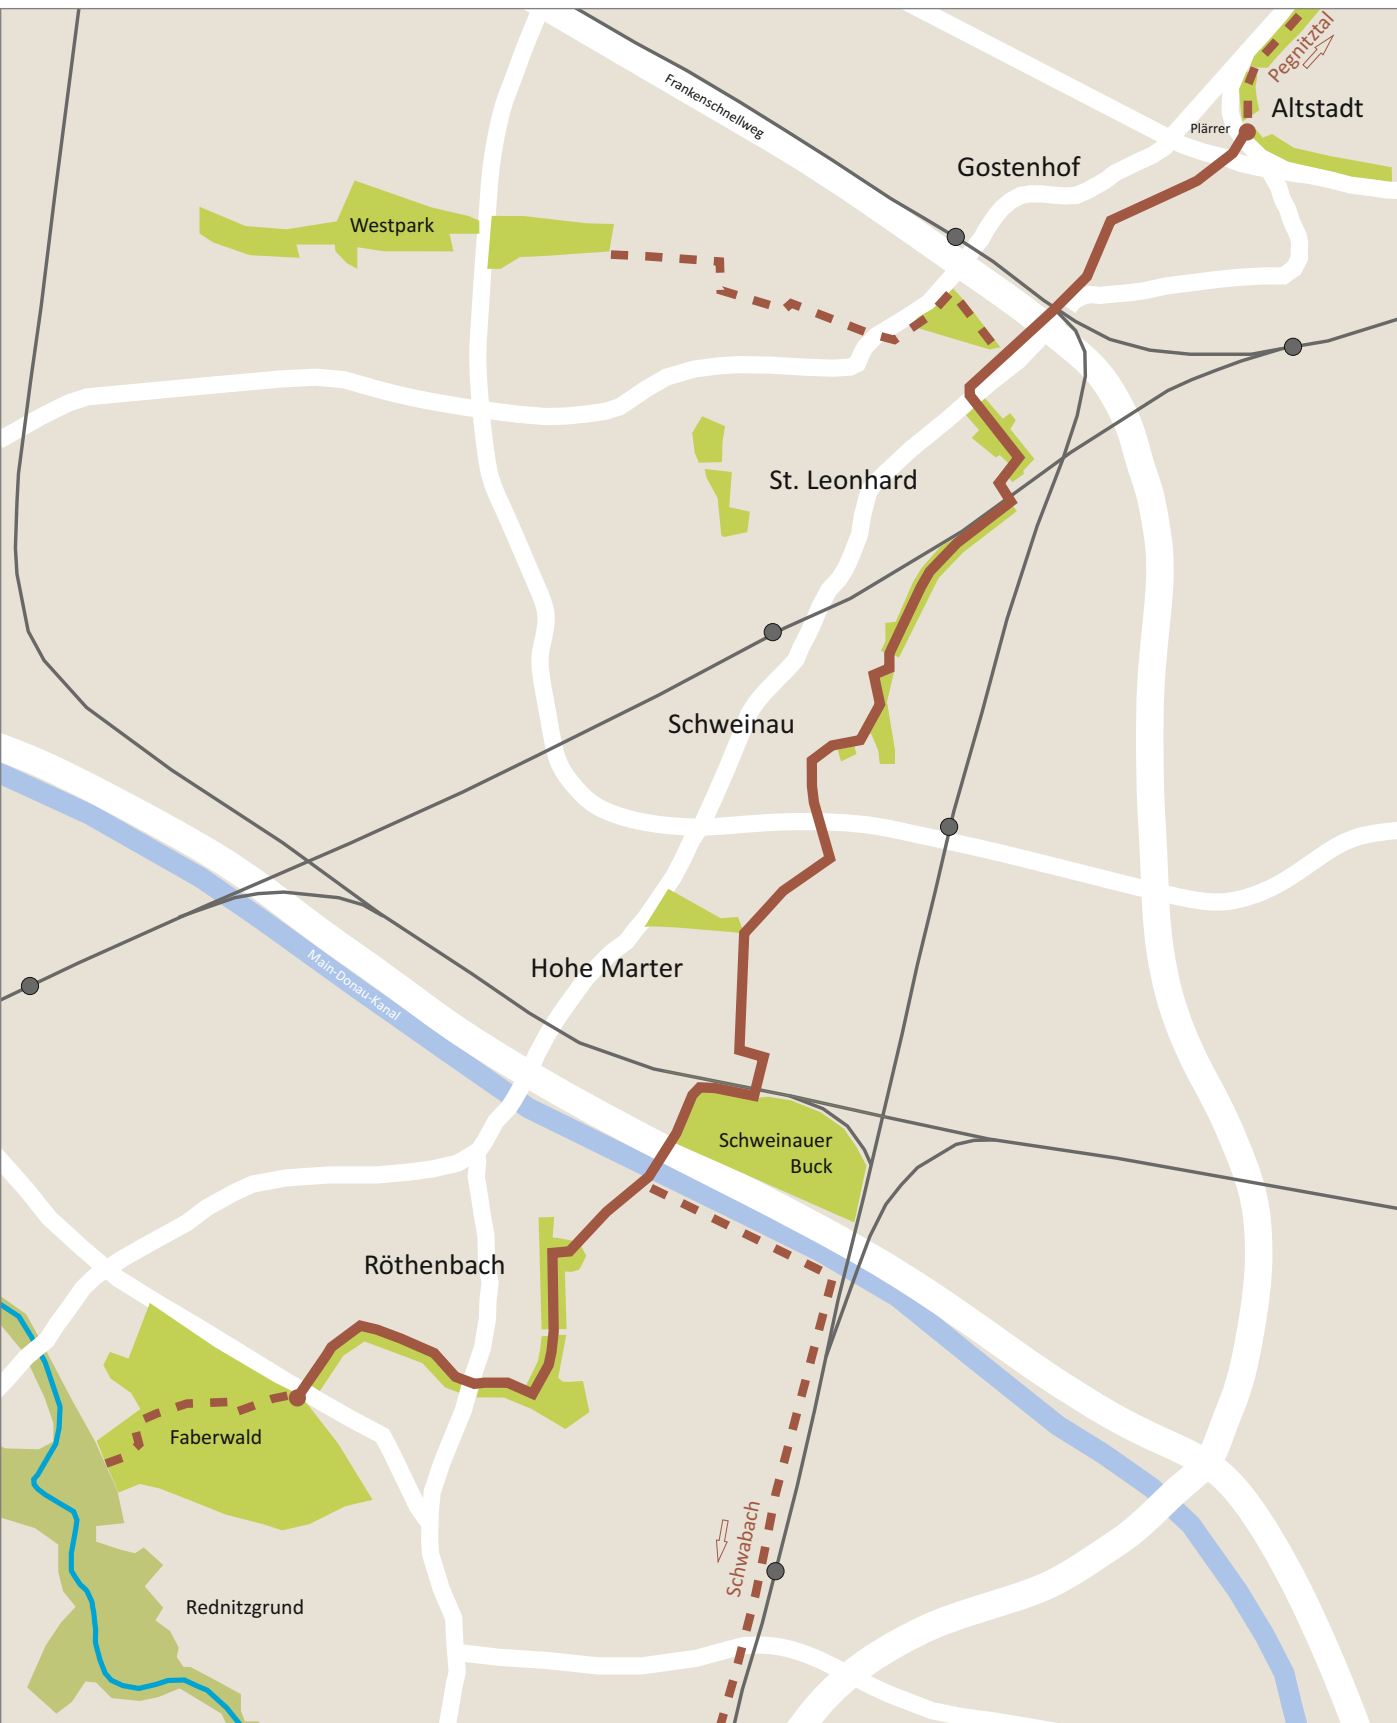 Pegnitztal
Frankenschnellweg
Altstadt
Plärrer
Gostenhof
Westpark
St. Leonhard
Schweinau
Hohe Marter
Main-Donau-Kanal
Schweinauer
Buck
Röthenbach
Faberwald
Schwabach
Rednitzgrund